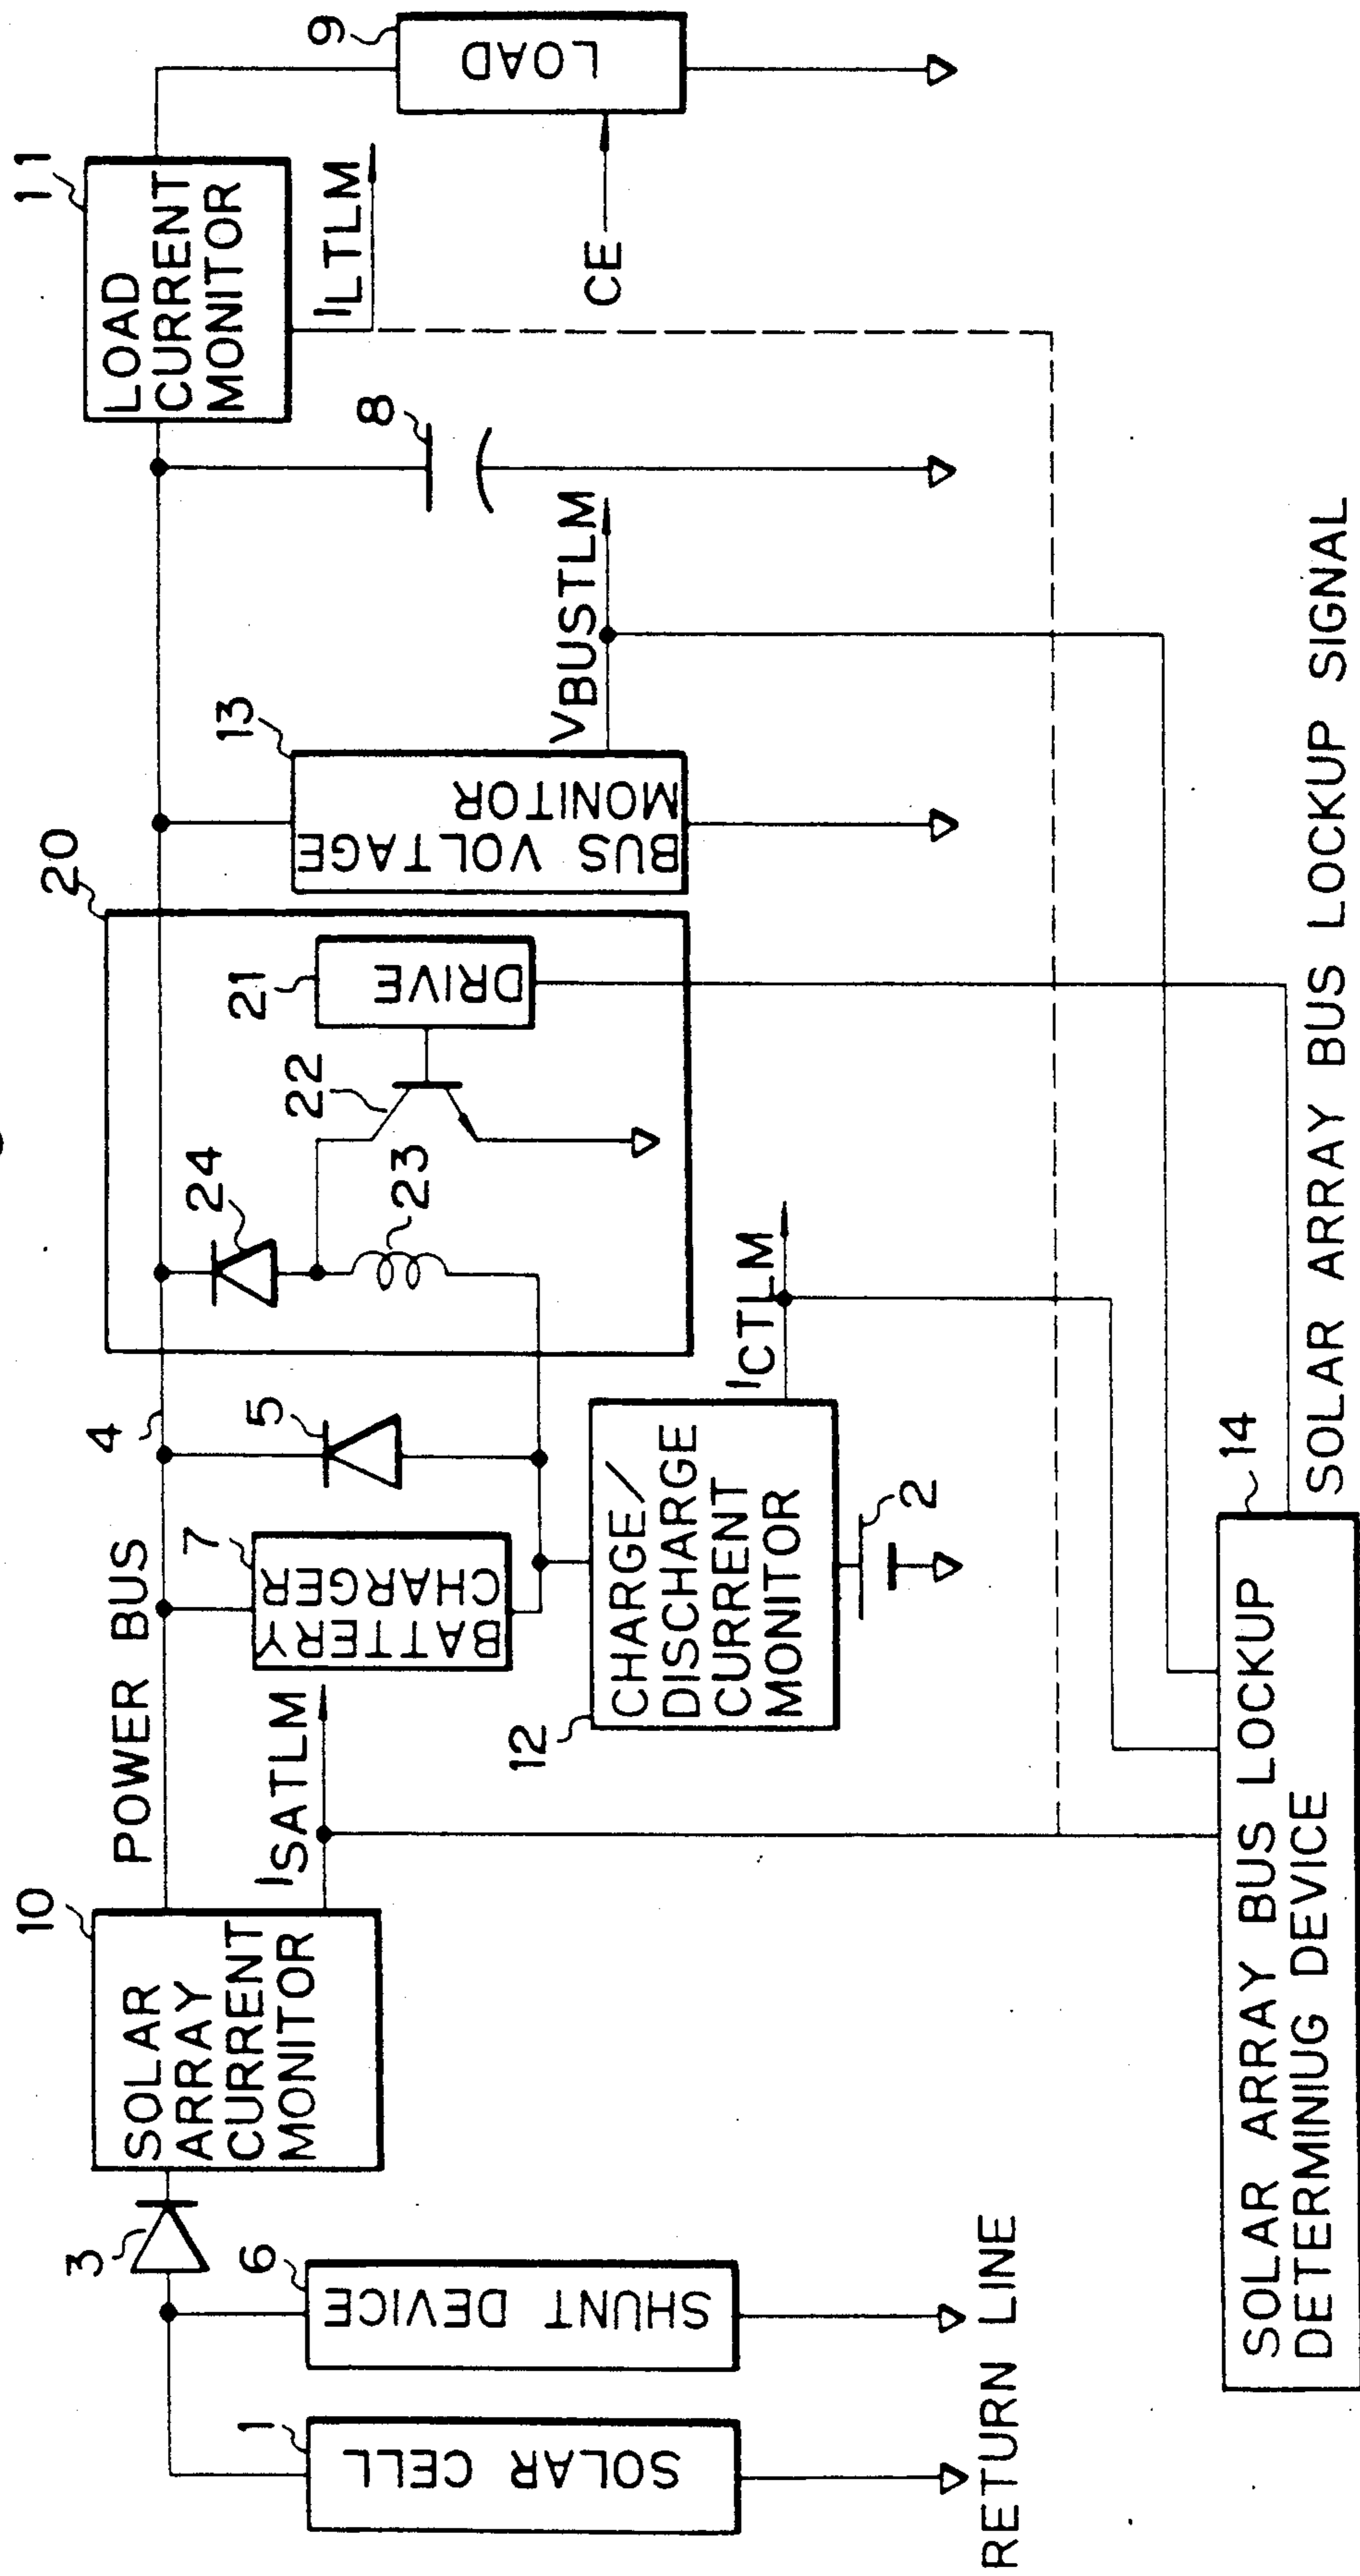 1
SOLAR CELL
6
SHUNT DEVICE
RETURN LINE
3
10
SOLAR
ARRAY
CURRENT
MONITOR
ISATLM
POWER BUS
4
7
BATTERY
CHARGER
5
12
CHARGE/
DISCHARGE
CURRENT
MONITOR
2
ICTLM
20
24
23
22
21
DRIVE
13
BUS VOLTAGE
MONITOR
VBUSTLM
8
11
LOAD
CURRENT
MONITOR
ILTLM
9
LOAD
CE
14
SOLAR ARRAY BUS LOCKUP
DETERMINIUG DEVICE
SOLAR ARRAY BUS LOCKUP SIGNAL